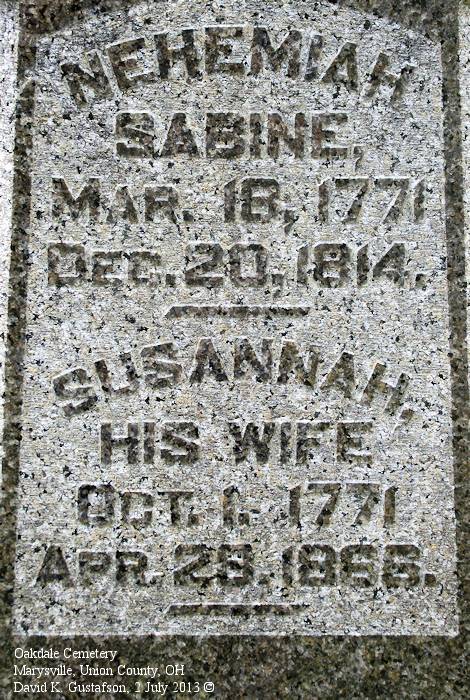 NEHEMIAH
SABINE,
MAR. 18, 1771
DEC. 20, 1814.
SUSANNAH,
HIS WIFE
OCT. 1. 1771
APR. 28. 1866.
Oakdale Cemetery
Marysville, Union County, OH
David K. Gustafson, 1 July 2013 ©